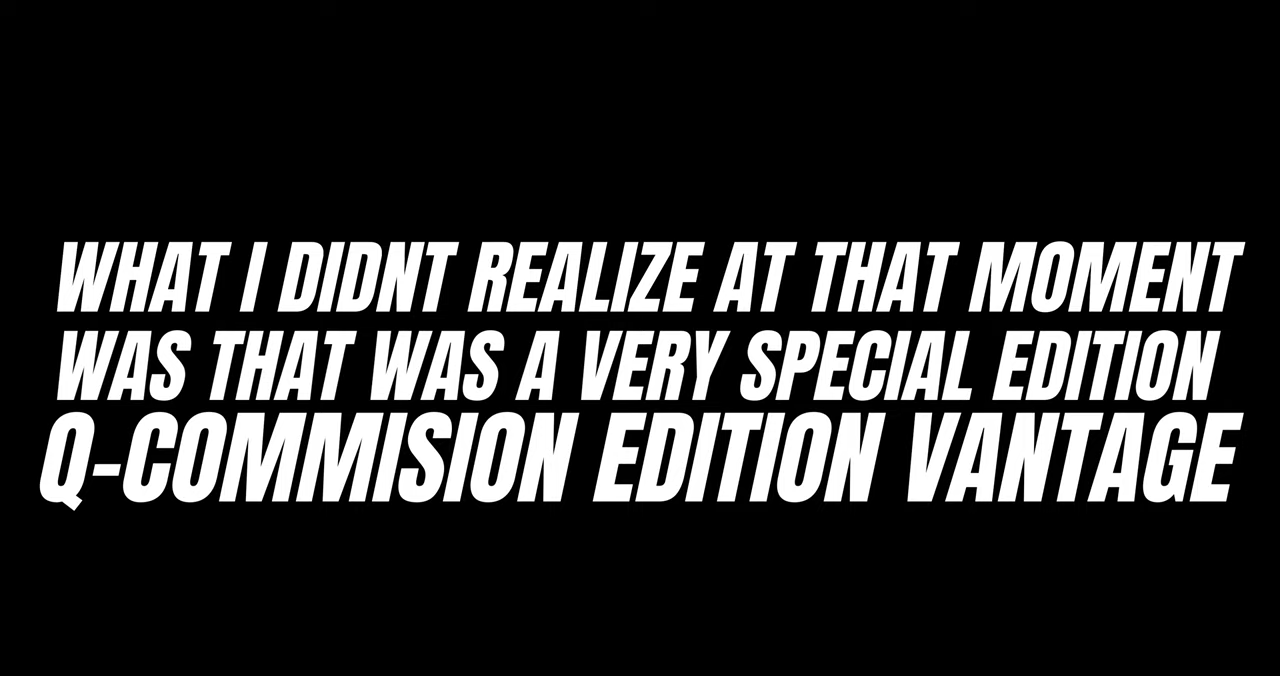 WHAT I DIDNT REALIZE AT THAT MOMENT
WAS THAT WAS A VERY SPECIAL EDITION
Q-COMMISION EDITION VANTAGE